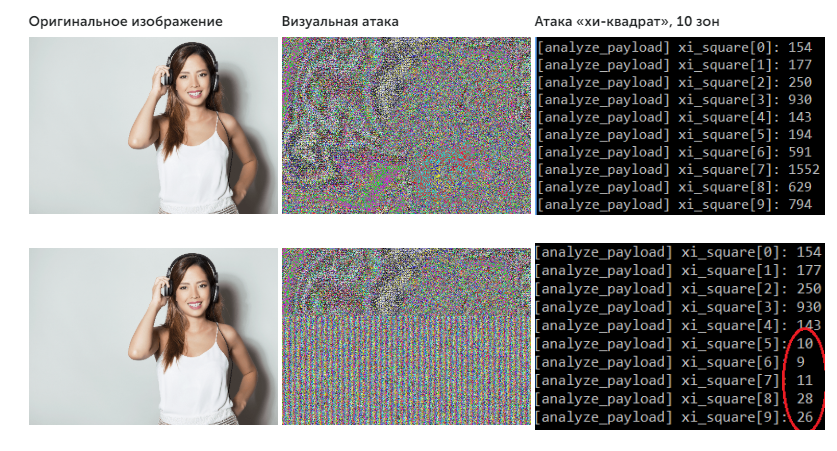 Оригинальное изображение
Визуальная атака
Атака «хи-квадрат», 10 зон
[analyze_payload] xi_square[0]: 154
[analyze_payload] xi_square[1]: 177
[analyze_payload] xi_square[2]: 250
[analyze_payload] xi_square[3]: 930
[analyze_payload] xi_square[4]: 143
[analyze_payload] xi_square[5]: 194
[analyze_payload] xi_square[6]: 591
[analyze_payload] xi_square[7]: 1552
[analyze_payload] xi_square[8]: 629
[analyze_payload] xi_square[9]: 794
[analyze_payload] xi_square[0]: 154
[analyze_payload] xi_square[1]: 177
[analyze_payload] xi_square[2]: 250
[analyze_payload] xi_square[3]: 930
[analyze_payload] xi_square[4]: 143
[analyze_payload] xi_square[5]: 10
[analyze_payload] xi_square[6]: 9
[analyze_payload] xi_square[7]: 11
[analyze_payload] xi_square[8]: 28
[analyze_payload] xi_square[9]: 26